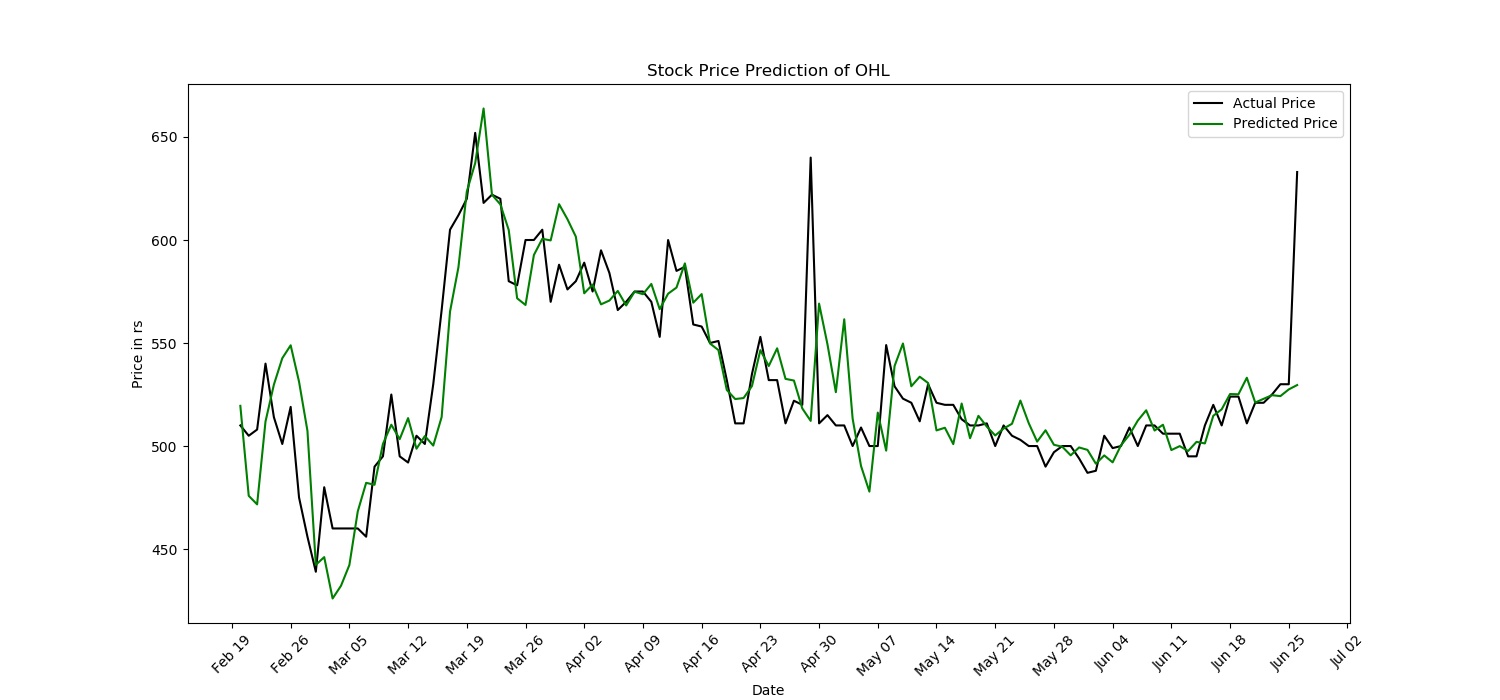 Stock Price Prediction of OHL
Actual Price
Predicted Price
Price in rs
650
600
550
500
450
Feb 19
Feb 26
Mar 05
Mar 12
Mar 19
Mar 26
Apr 02
Apr 09
Apr 16
Apr 23
Apr 30
May 07
May 14
May 21
May 28
Jun 04
Jun 11
Jun 18
Jun 25
Jul 02
Date